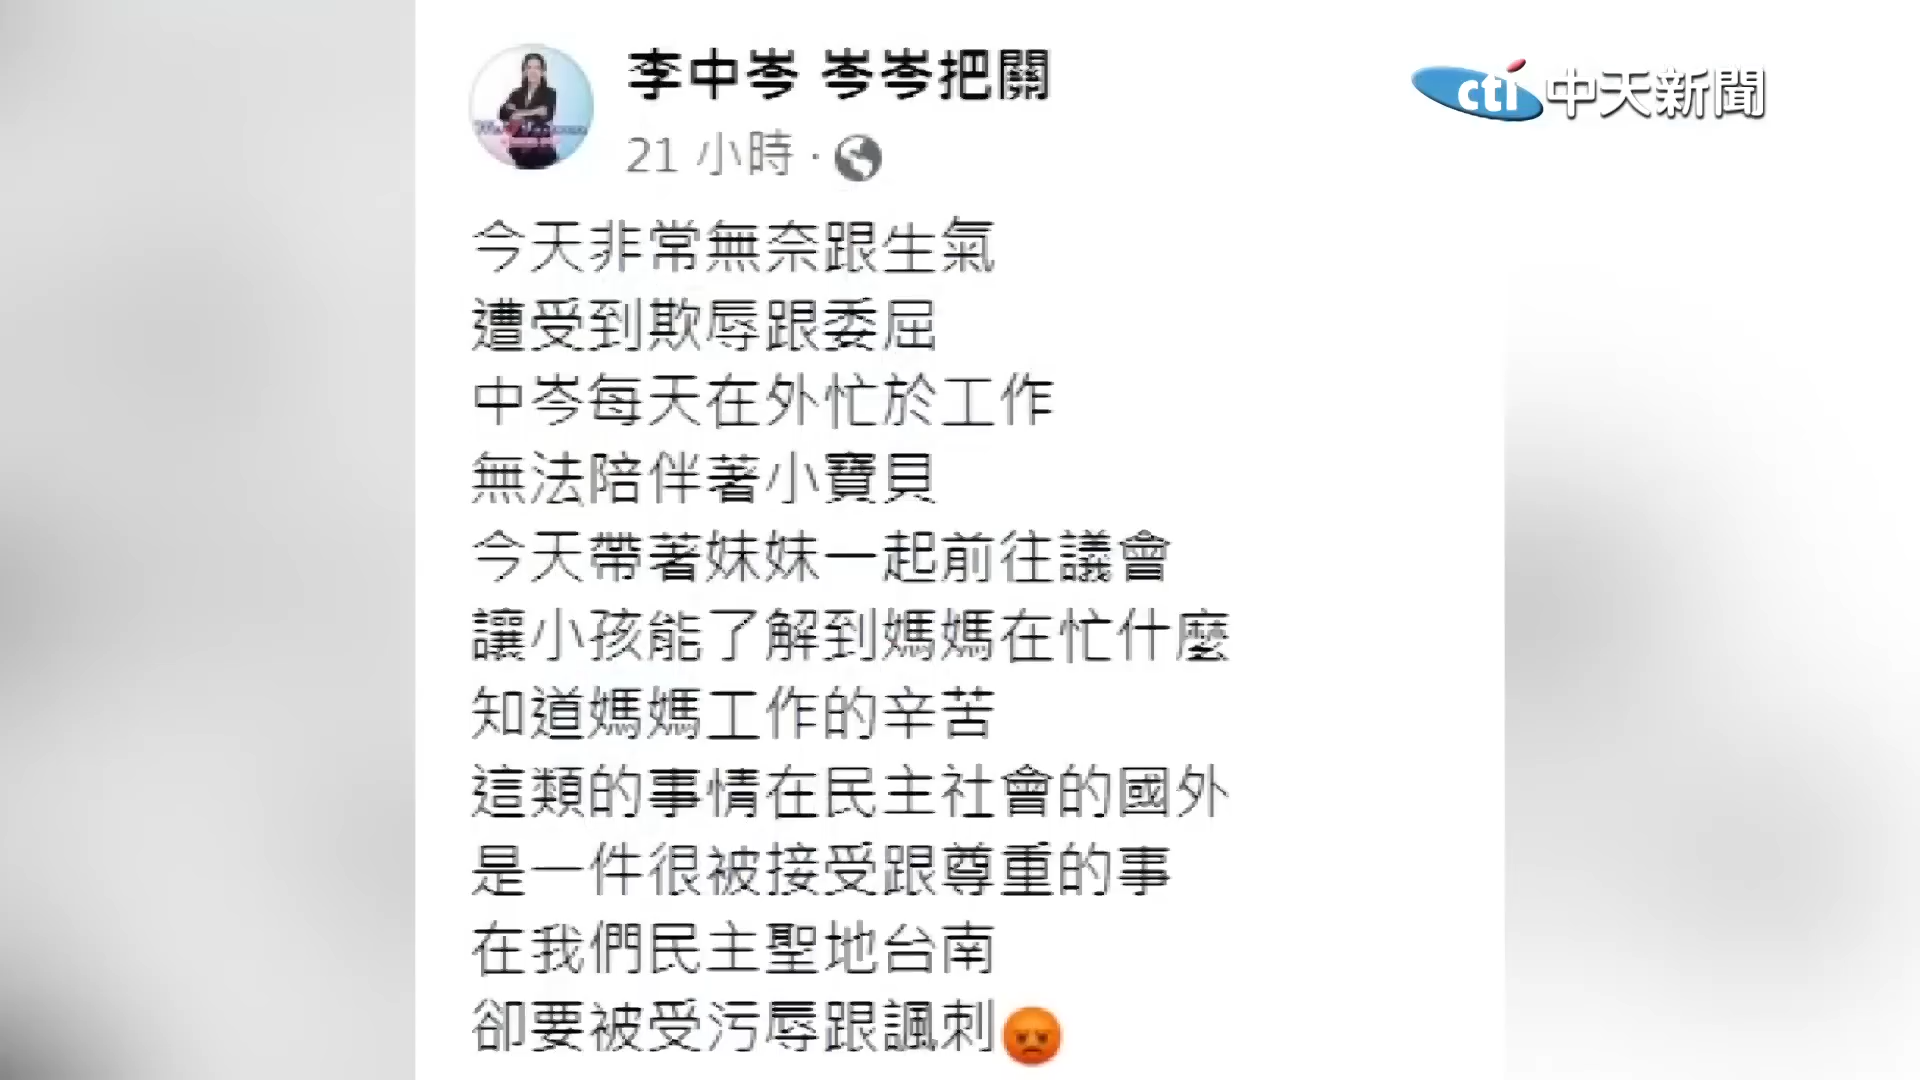 李中岑 岑岑把關
21 小時 ·
cti 中天新聞
今天非常無奈跟生氣
遭受到欺辱跟委屈
中岑每天在外忙於工作
無法陪伴著小寶貝
今天帶著妹妹一起前往議會
讓小孩能了解到媽媽在忙什麼
知道媽媽工作的辛苦
這類的事情在民主社會的國外
是一件很被接受跟尊重的事
在我們民主聖地台南
卻要被受污辱跟諷刺😡